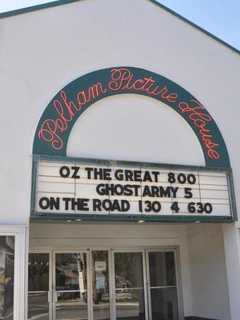 Pelham Picture House
OZ THE GREAT 800
GHOST ARMY 5
ON THE ROAD 130 4 630